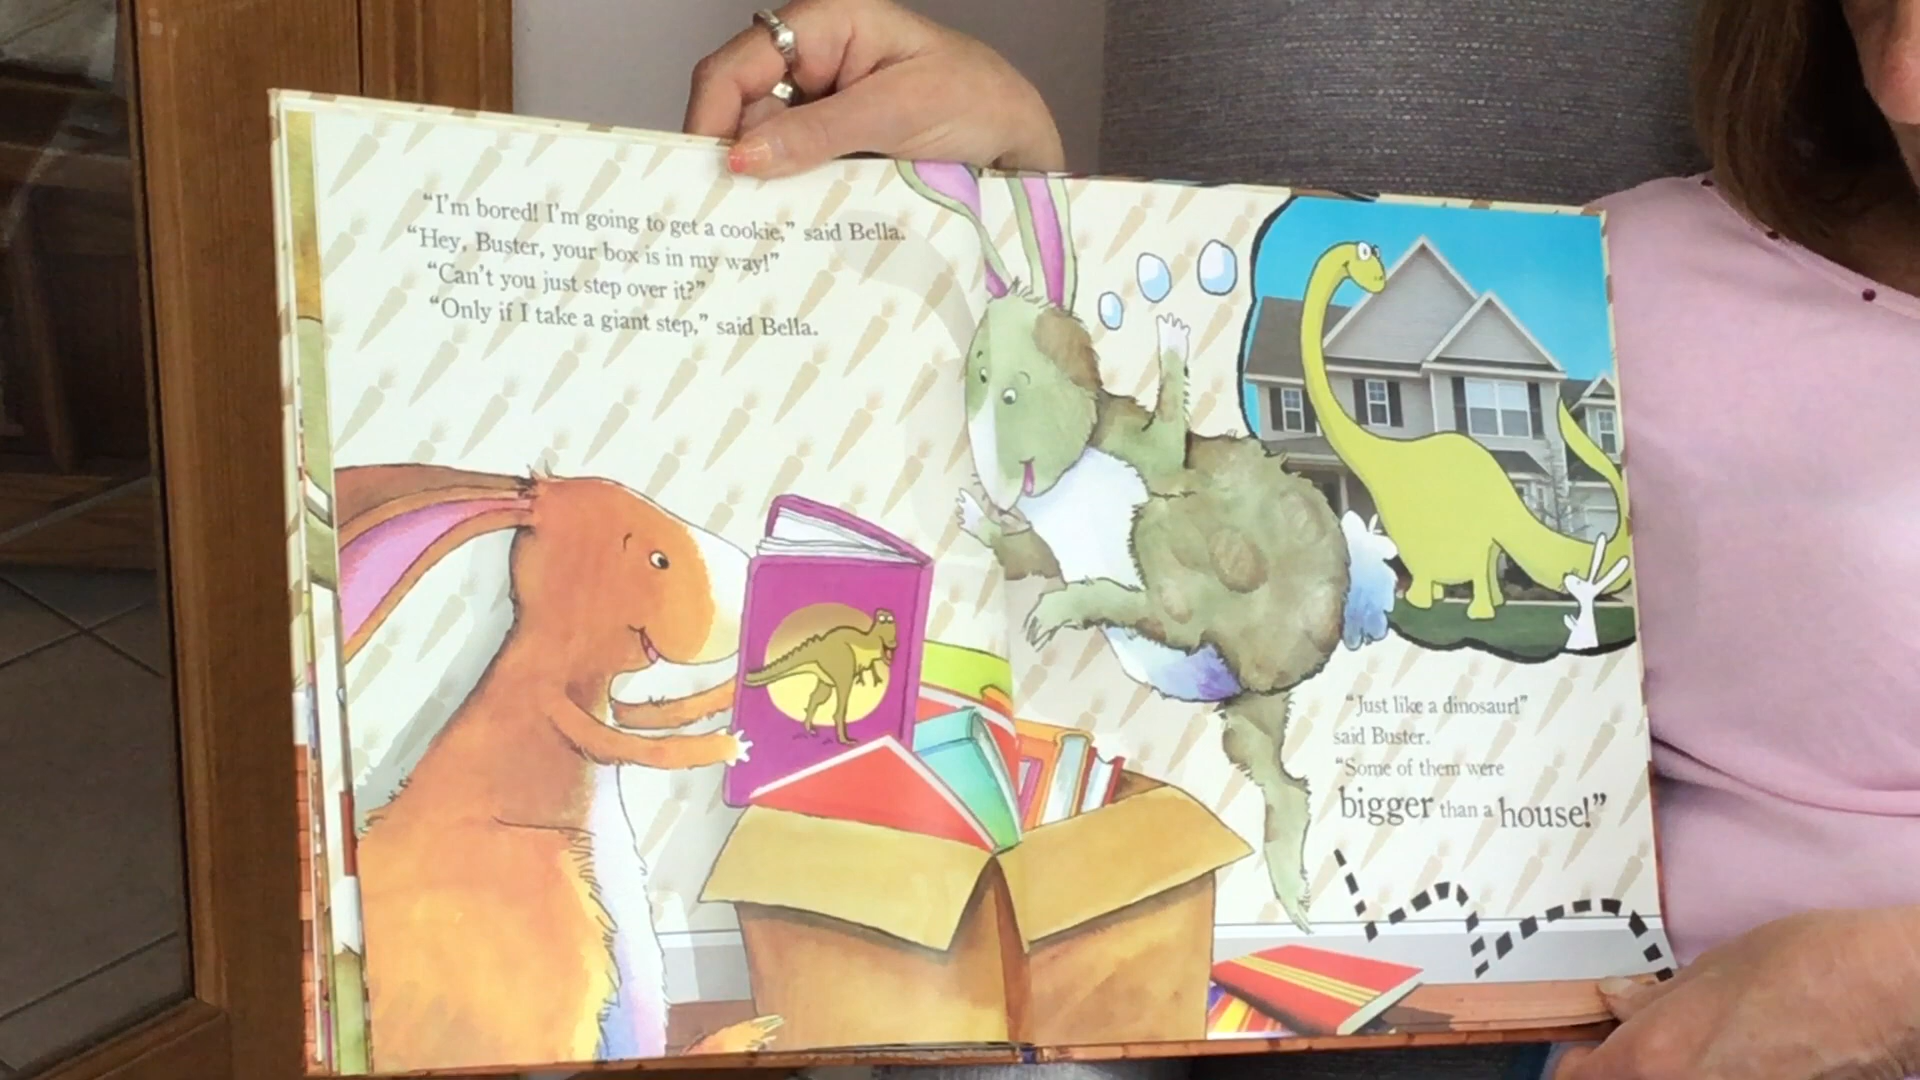 “I'm bored! I'm going to get a cookie,” said Bella.
“Hey, Buster, your box is in my way!”
“Can't you just step over it?”
“Only if I take a giant step,” said Bella.
“Just like a dinosaur!”
said Buster.
“Some of them were
bigger than a house!”